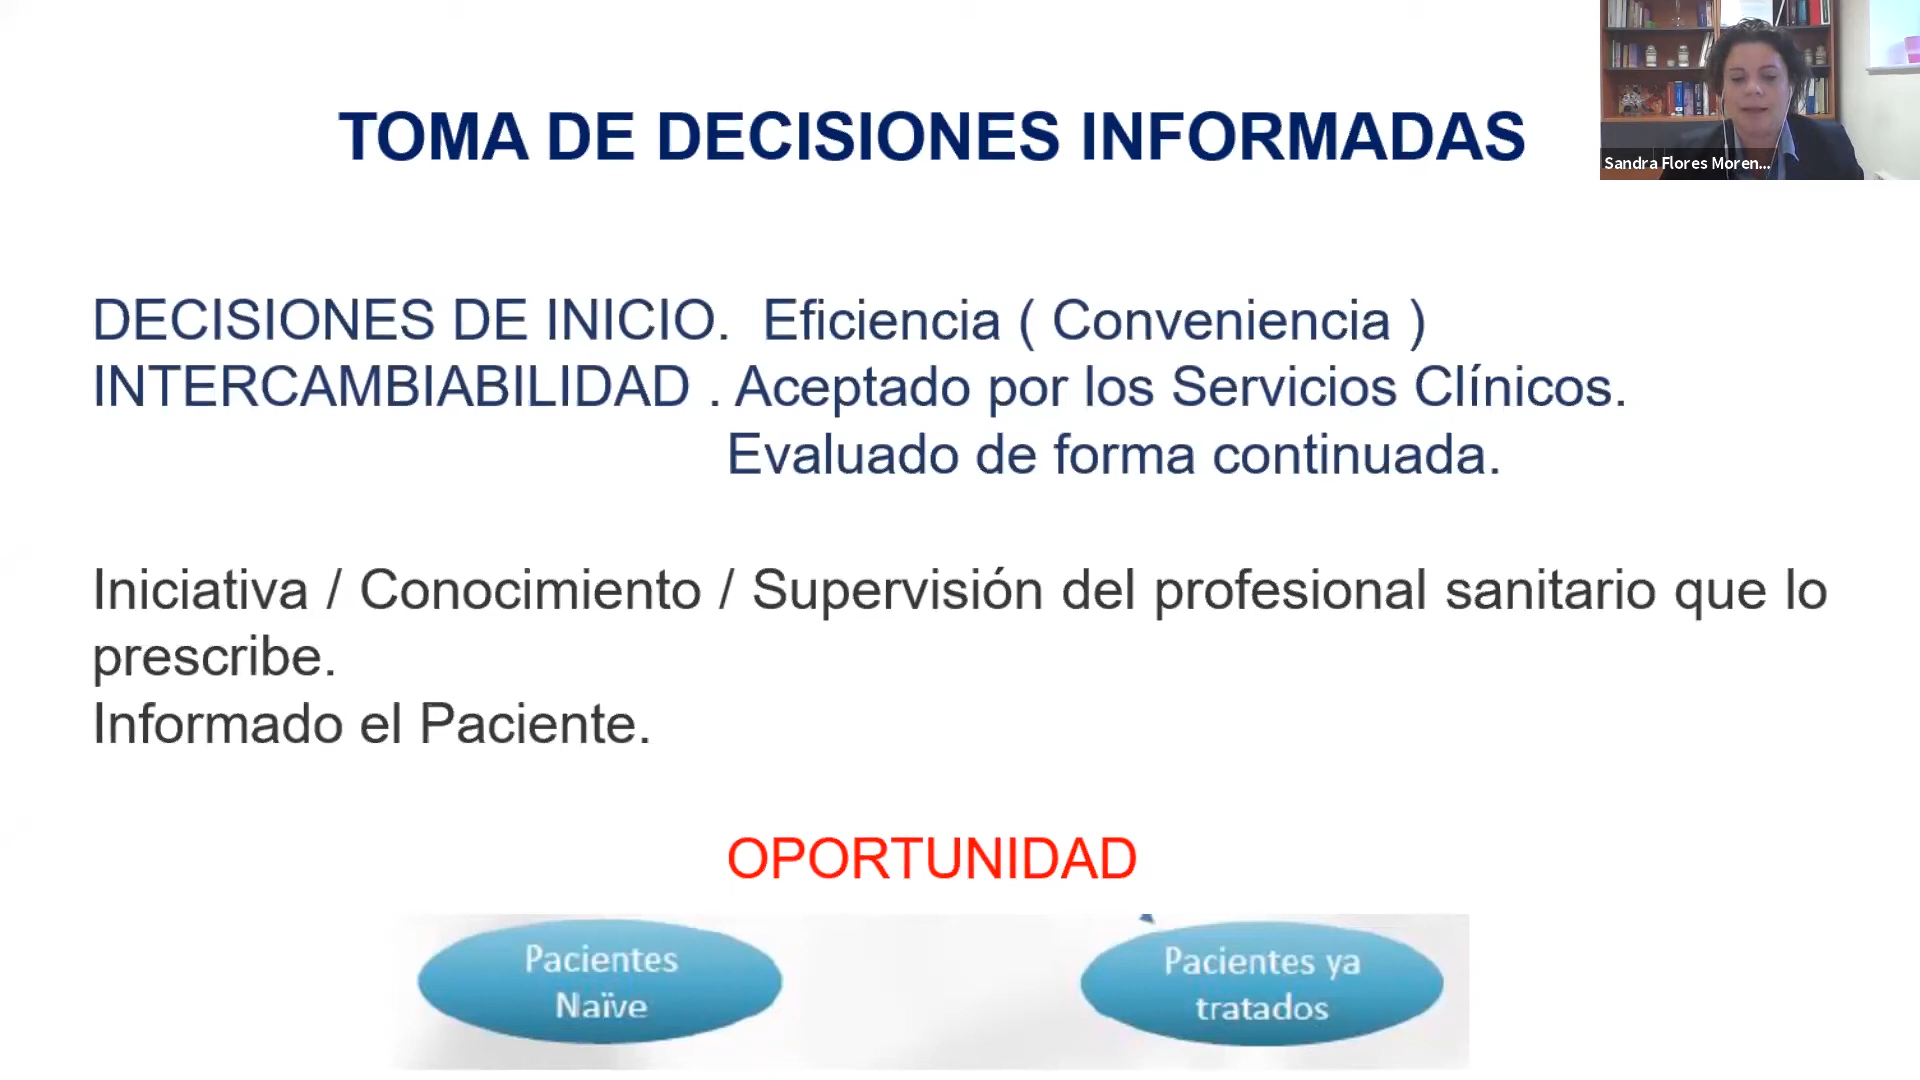 TOMA DE DECISIONES INFORMADAS
Sandra Flores Moren...
DECISIONES DE INICIO. Eficiencia ( Conveniencia )
INTERCAMBIABILIDAD . Aceptado por los Servicios Clínicos.
Evaluado de forma continuada.
Iniciativa / Conocimiento / Supervisión del profesional sanitario que lo
prescribe.
Informado el Paciente.
OPORTUNIDAD
Pacientes
Naïve
Pacientes ya
tratados